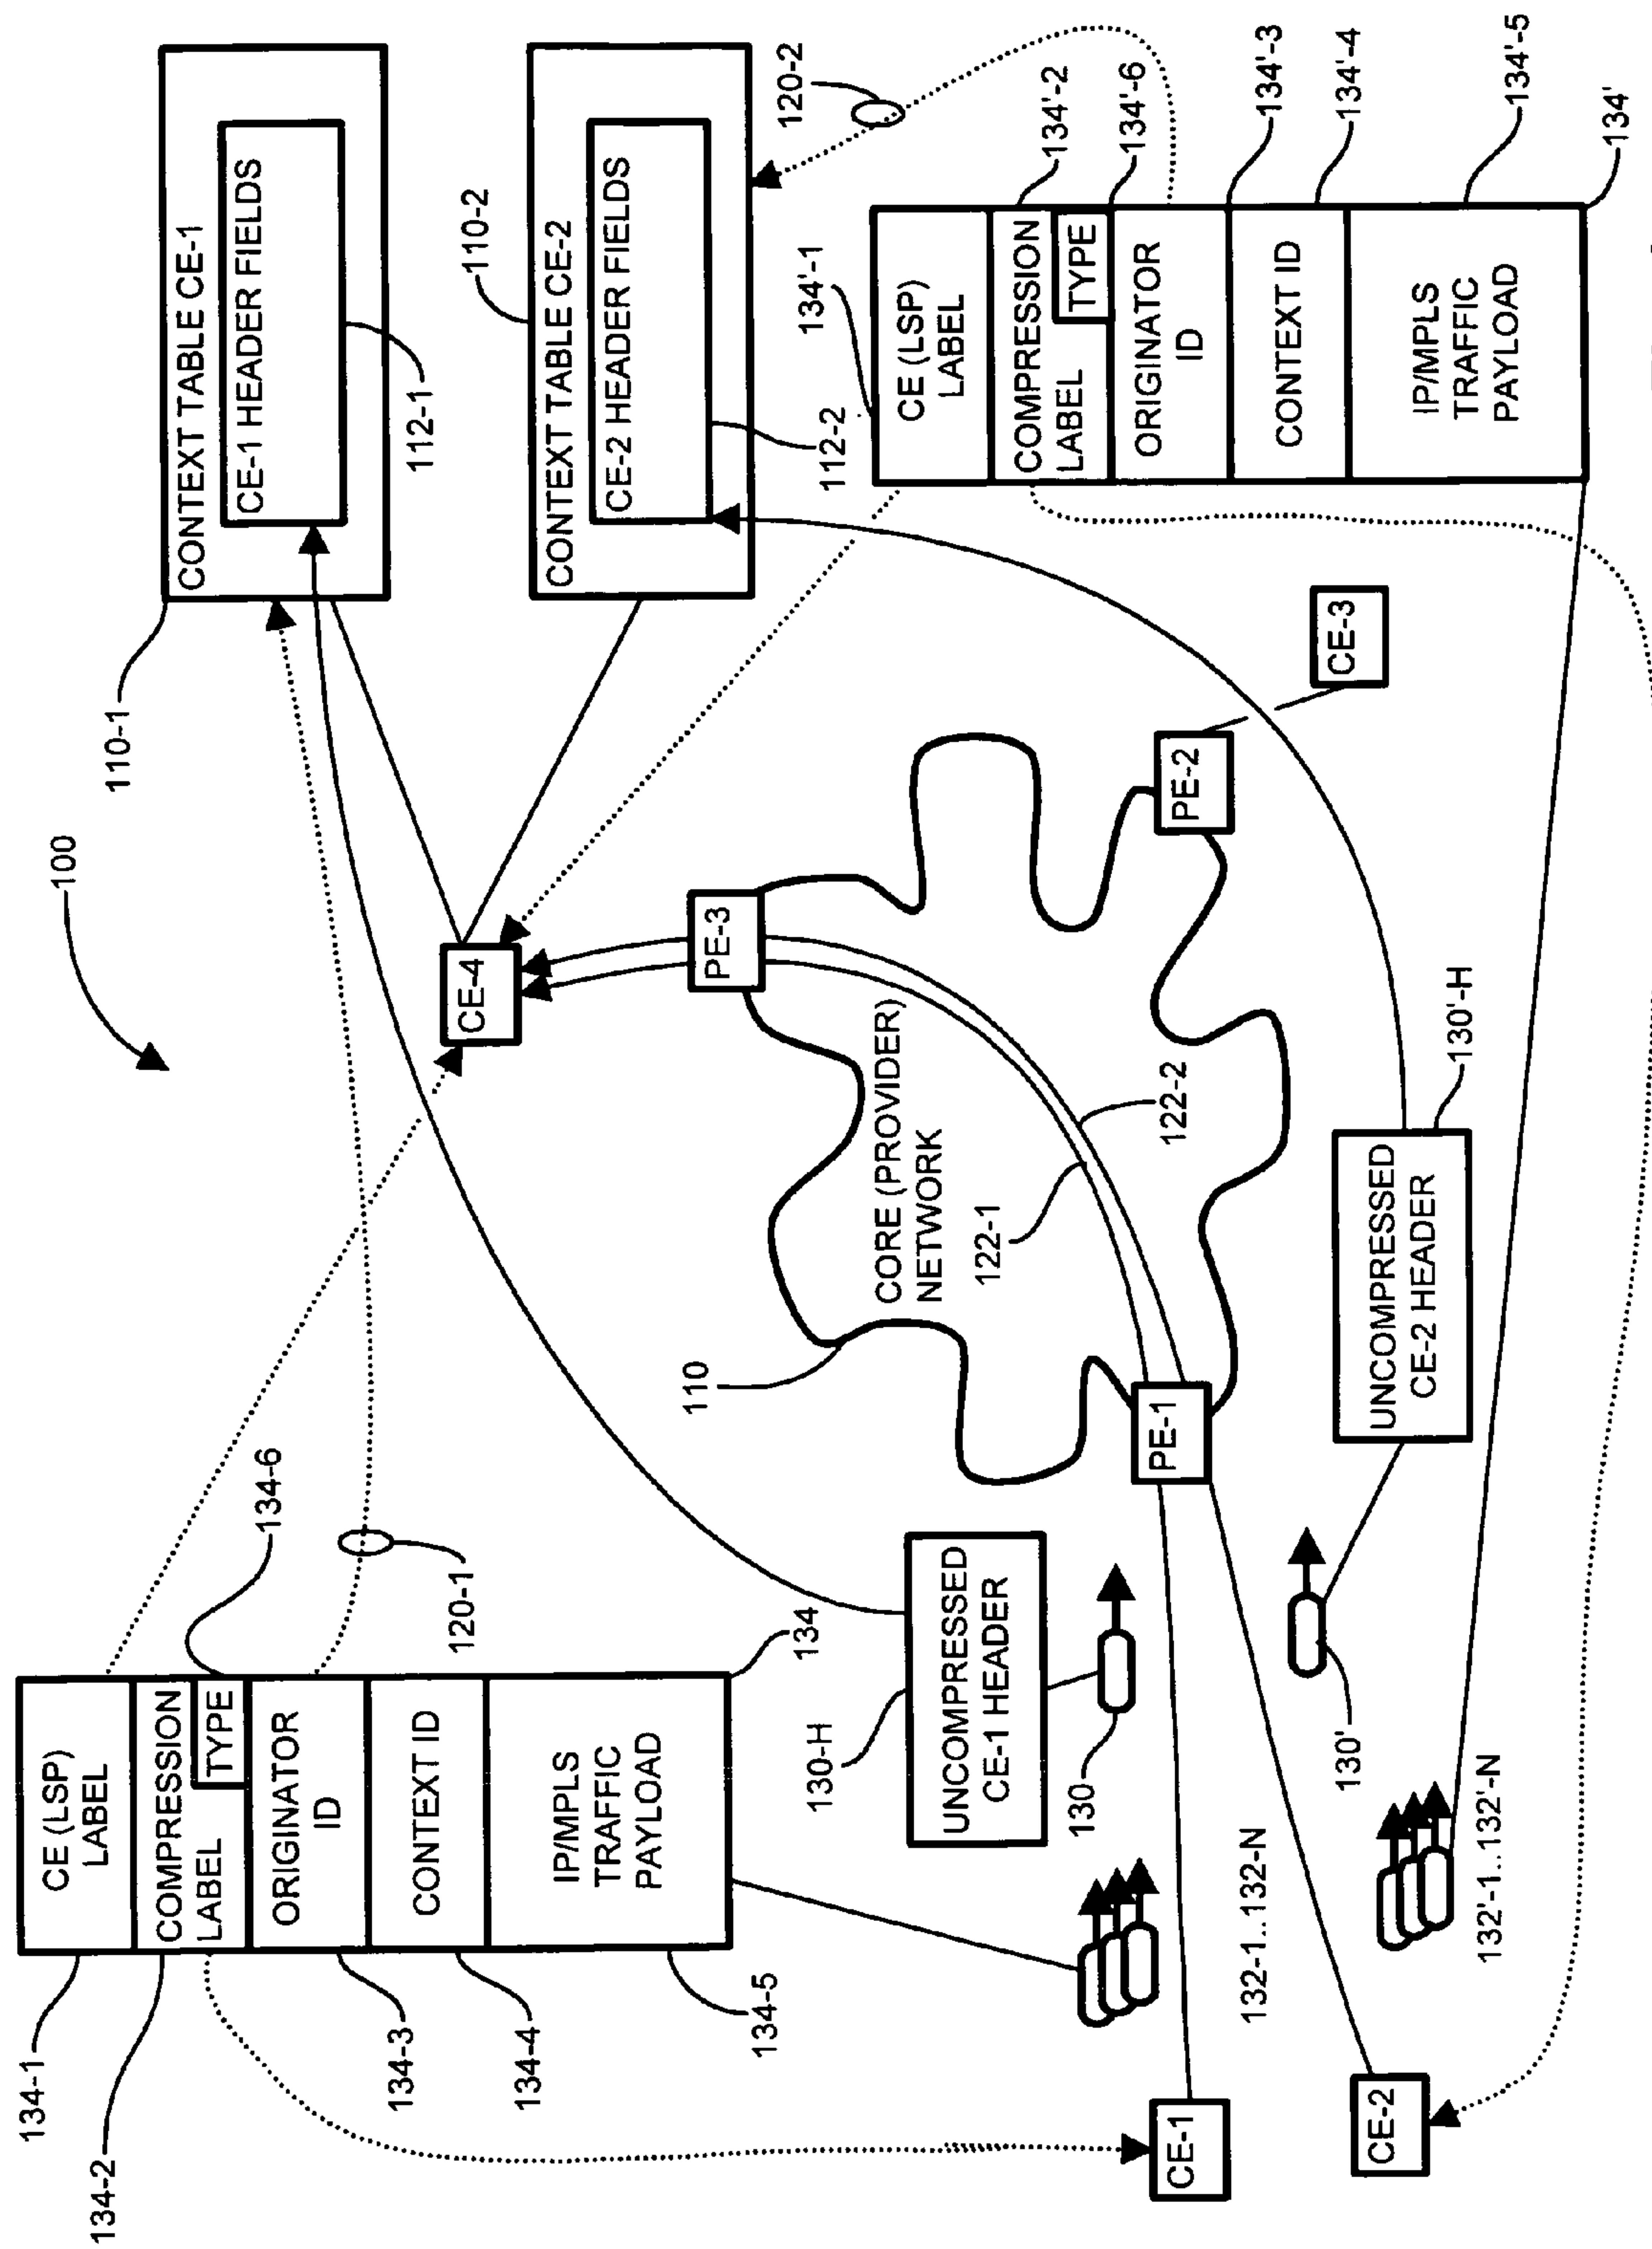 134-1
134-2
CE (LSP)
LABEL
COMPRESSION
LABEL
TYPE
ORIGINATOR
ID
CONTEXT ID
IP/MPLS
TRAFFIC
PAYLOAD
134-3
134-4
134-5
134-6
134
120-1
100
110-1
CONTEXT TABLE CE-1
CE-1 HEADER FIELDS
112-1
110-2
CONTEXT TABLE CE-2
CE-2 HEADER FIELDS
112-2
120-2
CE-4
PE-3
110
CORE (PROVIDER)
NETWORK
122-1
122-2
PE-1
PE-2
CE-3
130-H
UNCOMPRESSED
CE-1 HEADER
130
132-1..132-N
CE-1
CE-2
130'
132'-1..132'-N
UNCOMPRESSED
CE-2 HEADER
130'-H
134'-1
CE (LSP)
LABEL
COMPRESSION
LABEL
TYPE
ORIGINATOR
ID
CONTEXT ID
IP/MPLS
TRAFFIC
PAYLOAD
134'-2
134'-6
134'-3
134'-4
134'-5
134'